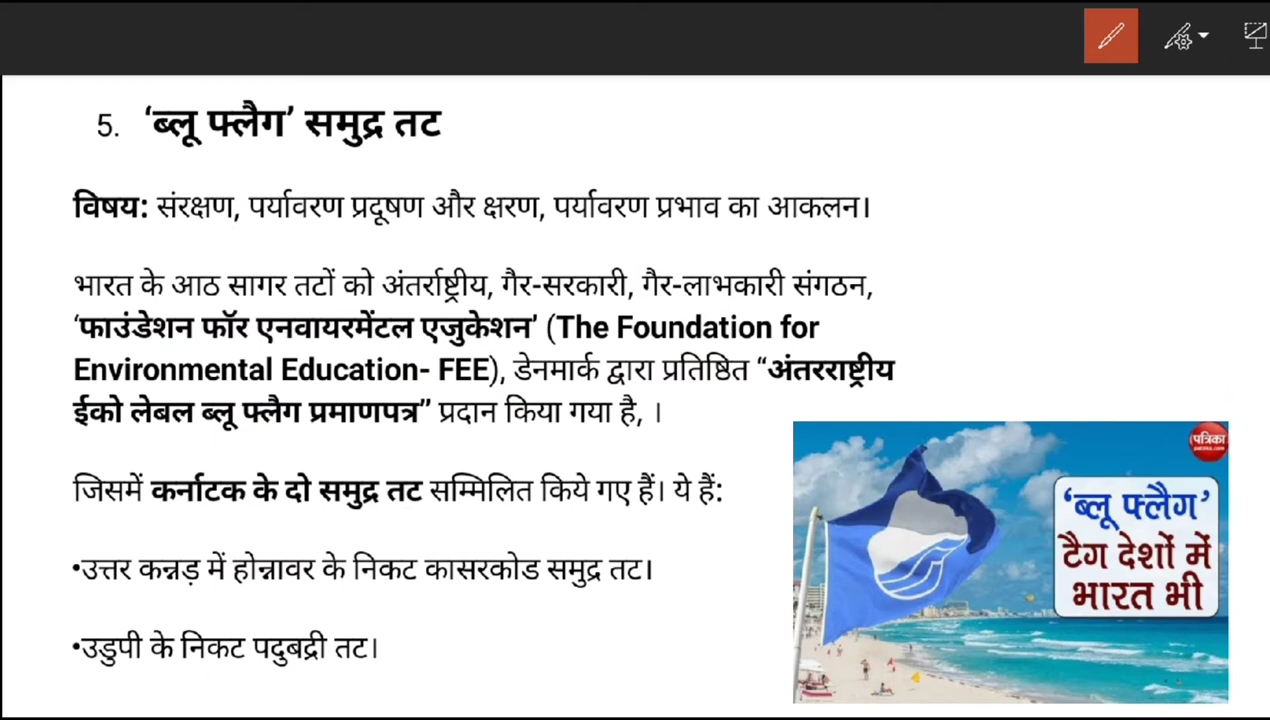 5. ‘ब्लू फ्लैग’ समुद्र तट
विषय: संरक्षण, पर्यावरण प्रदूषण और क्षरण, पर्यावरण प्रभाव का आकलन।
भारत के आठ सागर तटों को अंतर्राष्ट्रीय, गैर-सरकारी, गैर-लाभकारी संगठन,
‘फाउंडेशन फॉर एनवायरमेंटल एजुकेशन’ (The Foundation for
Environmental Education- FEE), डेनमार्क द्वारा प्रतिष्ठित “अंतरराष्ट्रीय
ईको लेबल ब्लू फ्लैग प्रमाणपत्र” प्रदान किया गया है, ।
जिसमें कर्नाटक के दो समुद्र तट सम्मिलित किये गए हैं। ये हैं:
•उत्तर कन्नड़ में होन्नावर के निकट कासरकोड समुद्र तट।
•उडुपी के निकट पदुबद्री तट।
पत्रिका
patrika.com
‘ब्लू फ्लैग’
टैग देशों में
भारत भी